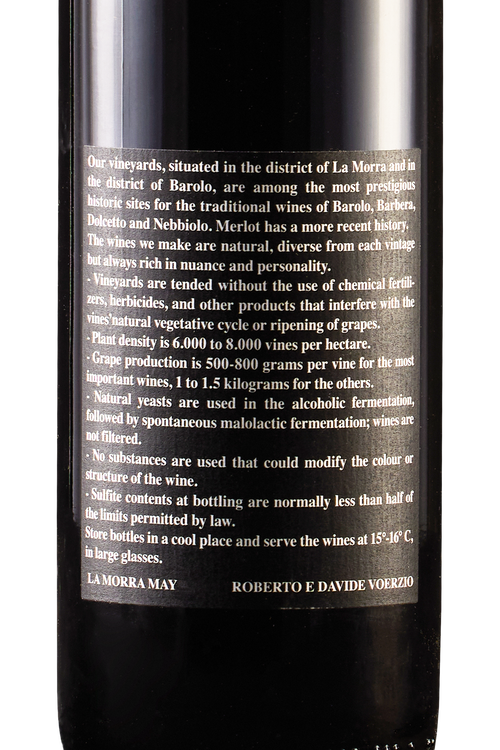 Our vineyards, situated in the district of La Morra and in
the district of Barolo, are among the most prestigious
historic sites for the traditional wines of Barolo, Barbera,
Dolcetto and Nebbiolo. Merlot has a more recent history.
The wines we make are natural, diverse from each vintage
but always rich in nuance and personality.
- Vineyards are tended without the use of chemical fertili-
zers, herbicides, and other products that interfere with the
vines'natural vegetative cycle or ripening of grapes.
- Plant density is 6.000 to 8.000 vines per hectare.
- Grape production is 500-800 grams per vine for the most
important wines, 1 to 1.5 kilograms for the others.
- Natural yeasts are used in the alcoholic fermentation,
followed by spontaneous malolactic fermentation; wines are
not filtered.
- No substances are used that could modify the colour or
structure of the wine.
- Sulfite contents at bottling are normally less than half of
the limits permitted by law.
Store bottles in a cool place and serve the wines at 15°-16° C,
in large glasses.
LA MORRA MAY ROBERTO E DAVIDE VOERZIO